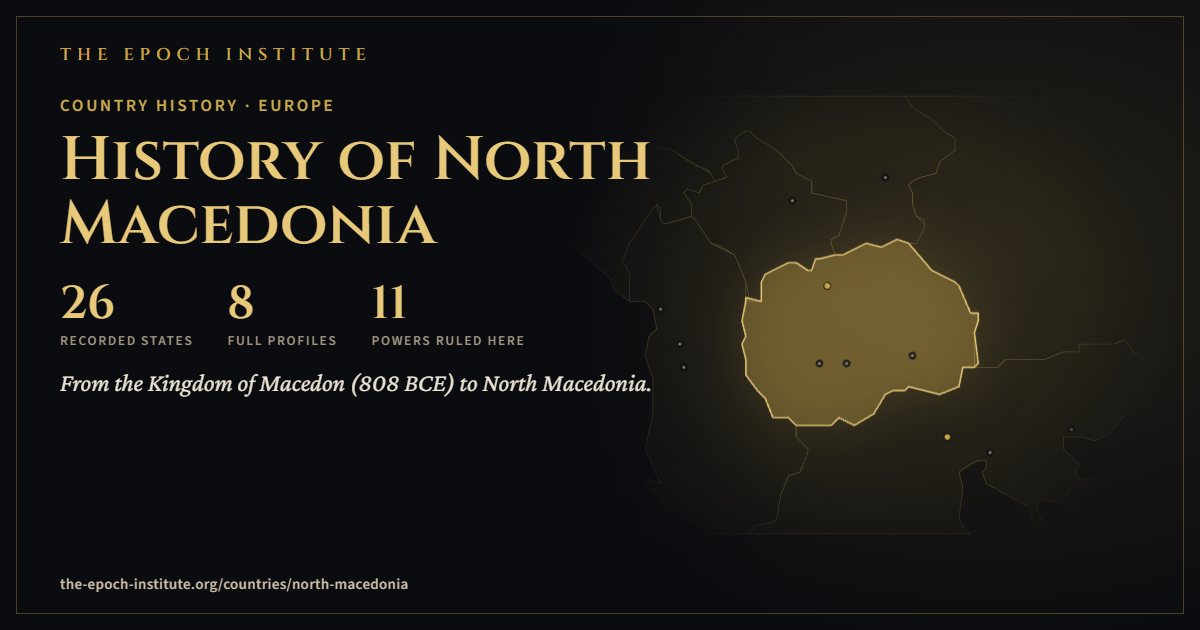 THE EPOCH INSTITUTE
COUNTRY HISTORY · EUROPE
History of North
Macedonia
26 8 11
RECORDED STATES FULL PROFILES POWERS RULED HERE
From the Kingdom of Macedon (808 BCE) to North Macedonia.
the-epoch-institute.org/countries/north-macedonia